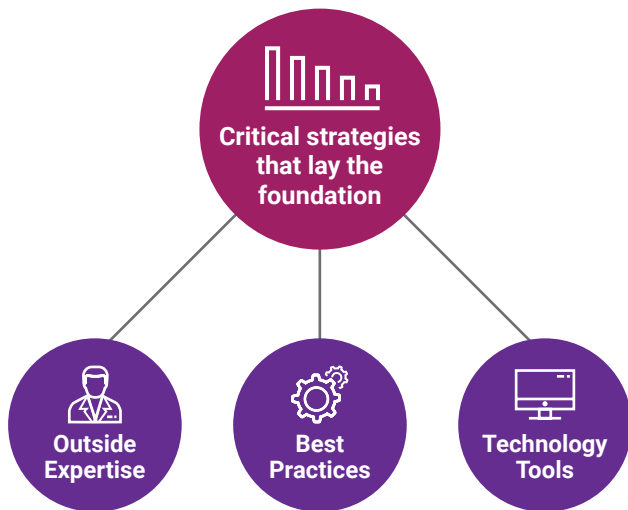 Critical strategies
that lay the
foundation
Outside
Expertise
Best
Practices
Technology
Tools